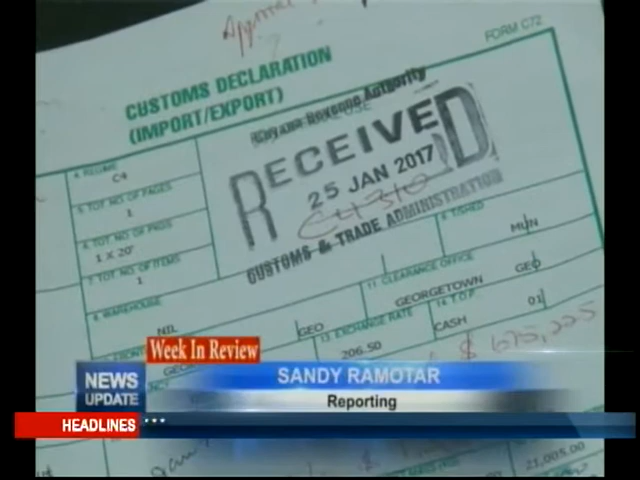 Approved
FORM C72
CUSTOMS DECLARATION
(IMPORT/EXPORT)
Guyana Revenue Authority
RECEIVED
25 JAN 2017
CUSTOMS & TRADE ADMINISTRATION
4. REGIME
C4
5. TOT NO. OF PAGES
1
6. TOT. NO. OF PKGS
1 X 20'
7. TOT. NO. OF ITEMS
1
8. WAREHOUSE
NIL
GEO
MUN
11. CLEARANCE OFFICE
GEORGETOWN GEO
13. EXCHANGE RATE
206.50
14. T.O.P.
CASH 01
$ 675,225
Week In Review
NEWS
UPDATE
SANDY RAMOTAR
Reporting
HEADLINES
21,005.00